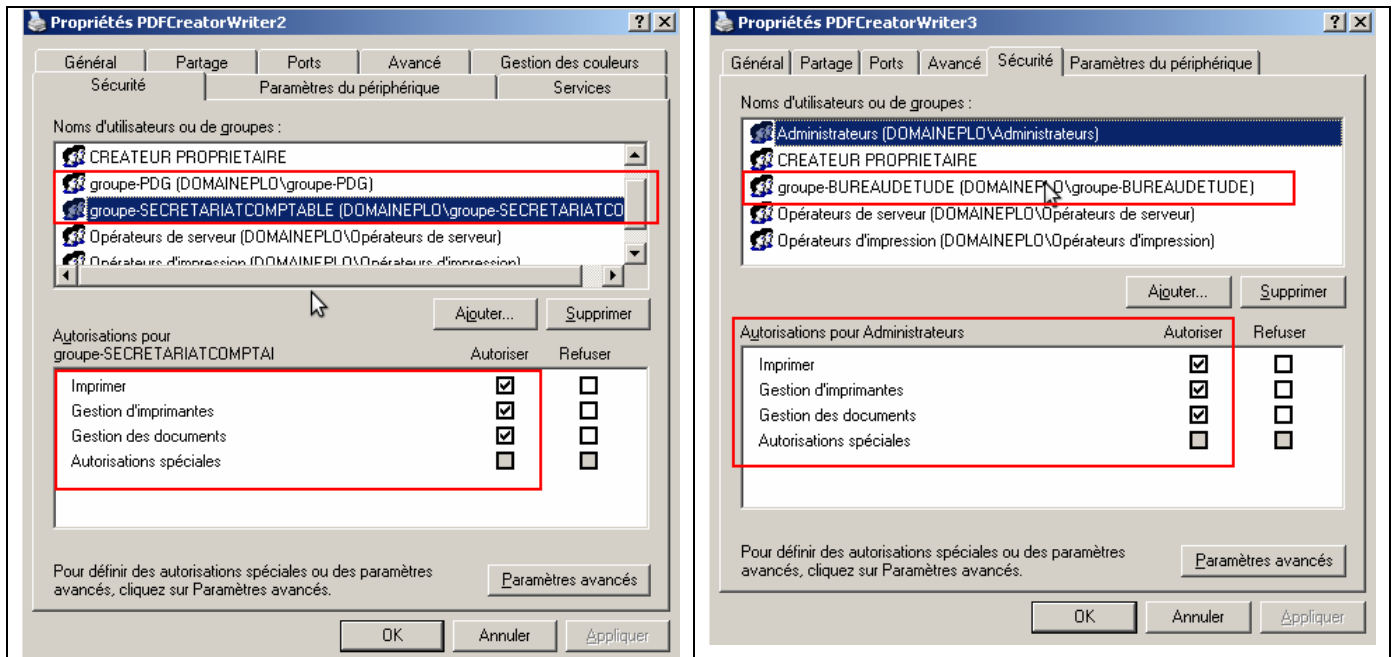 Propriétés PDFCreatorWriter2
Général Partage Ports Avancé Gestion des couleurs
Sécurité Paramètres du périphérique Services
Noms d'utilisateurs ou de groupes :
CREATEUR PROPRIETAIRE
groupe-PDG (DOMAINEPLO\groupe-PDG)
groupe-SECRETARIATCOMPTABLE (DOMAINEPLO\groupe-SECRETARIATCO
Opérateurs de serveur (DOMAINEPLO\Opérateurs de serveur)
Opérateurs d'impression (DOMAINEPLO\Opérateurs d'impression)
Ajouter... Supprimer
Autorisations pour
groupe-SECRETARIATCOMPTAI Autoriser Refuser
Imprimer
Gestion d'imprimantes
Gestion des documents
Autorisations spéciales
Pour définir des autorisations spéciales ou des paramètres
avancés, cliquez sur Paramètres avancés.
Paramètres avancés
OK Annuler Appliquer
Propriétés PDFCreatorWriter3
Général Partage Ports Avancé Sécurité Paramètres du périphérique
Noms d'utilisateurs ou de groupes :
Administrateurs (DOMAINEPLO\Administrateurs)
CREATEUR PROPRIETAIRE
groupe-BUREAUDETUDE (DOMAINEPLO\groupe-BUREAUDETUDE)
Opérateurs de serveur (DOMAINEPLO\Opérateurs de serveur)
Opérateurs d'impression (DOMAINEPLO\Opérateurs d'impression)
Ajouter... Supprimer
Autorisations pour Administrateurs Autoriser Refuser
Imprimer
Gestion d'imprimantes
Gestion des documents
Autorisations spéciales
Pour définir des autorisations spéciales ou des paramètres
avancés, cliquez sur Paramètres avancés.
Paramètres avancés
OK Annuler Appliquer